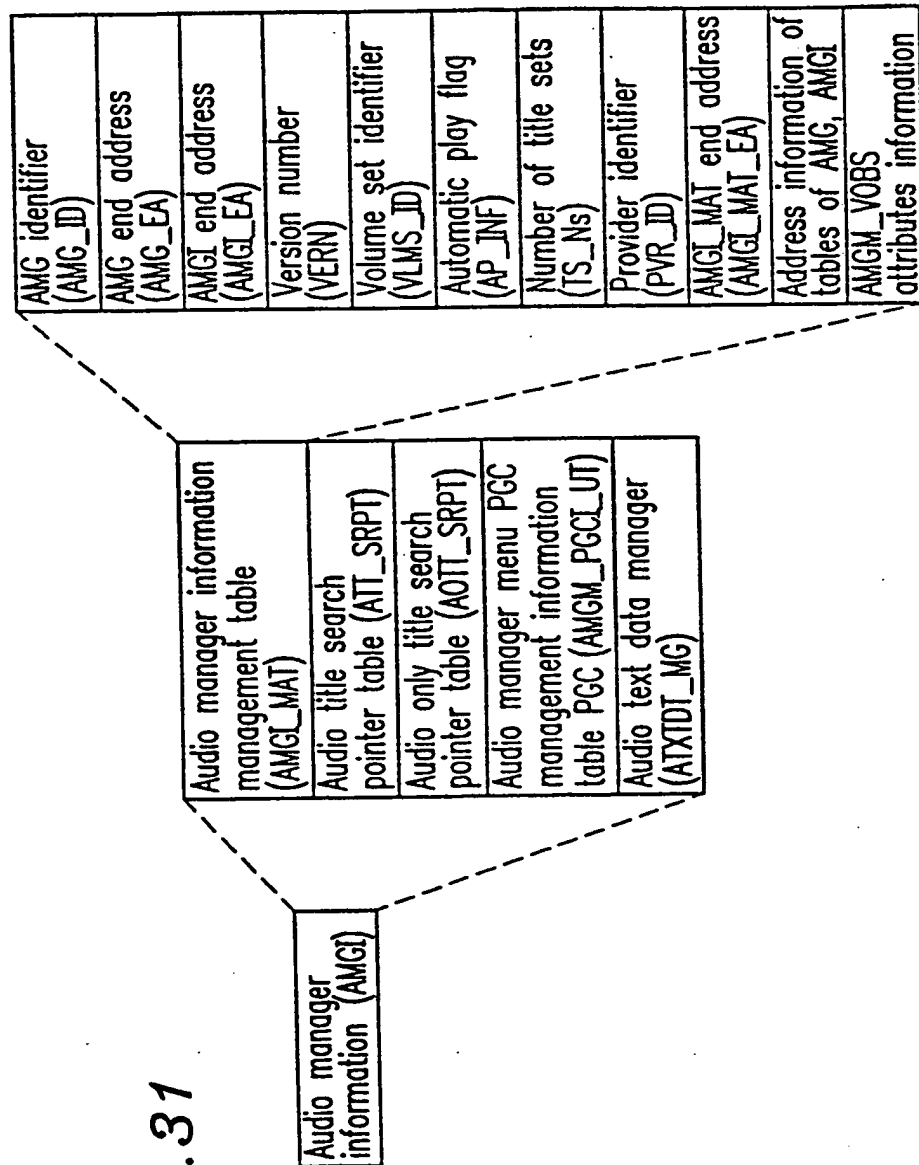 .31
Audio manager
information (AMGI)
Audio manager information
management table
(AMGI_MAT)
Audio title search
pointer table (ATT_SRPT)
Audio only title search
pointer table (AOTT_SRPT)
Audio manager menu PGC
management information
table PGC (AMGM_PGCI_UT)
Audio text data manager
(ATXTDT_MG)
AMG identifier
(AMG_ID)
AMG end address
(AMG_EA)
AMGI end address
(AMGI_EA)
Version number
(VERN)
Volume set identifier
(VLMS_ID)
Automatic play flag
(AP_INF)
Number of title sets
(TS_Ns)
Provider identifier
(PVR_ID)
AMGI_MAT end address
(AMGI_MAT_EA)
Address information of
tables of AMG, AMGI
AMGM_VOBS
attributes information